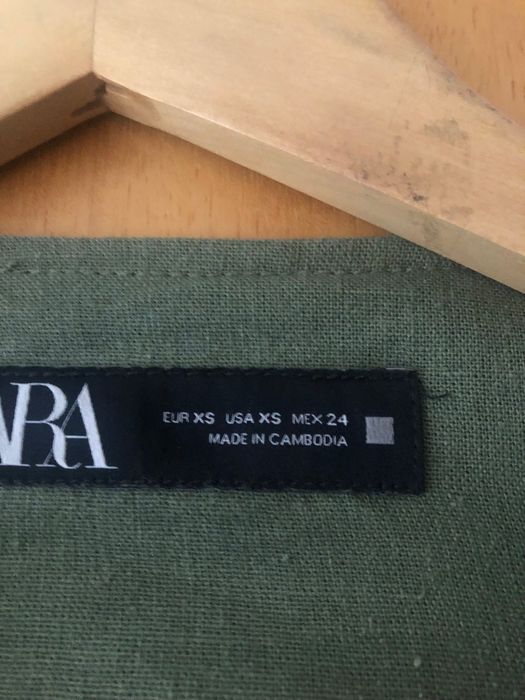 ARA
EUR XS USA XS MEX 24
MADE IN CAMBODIA